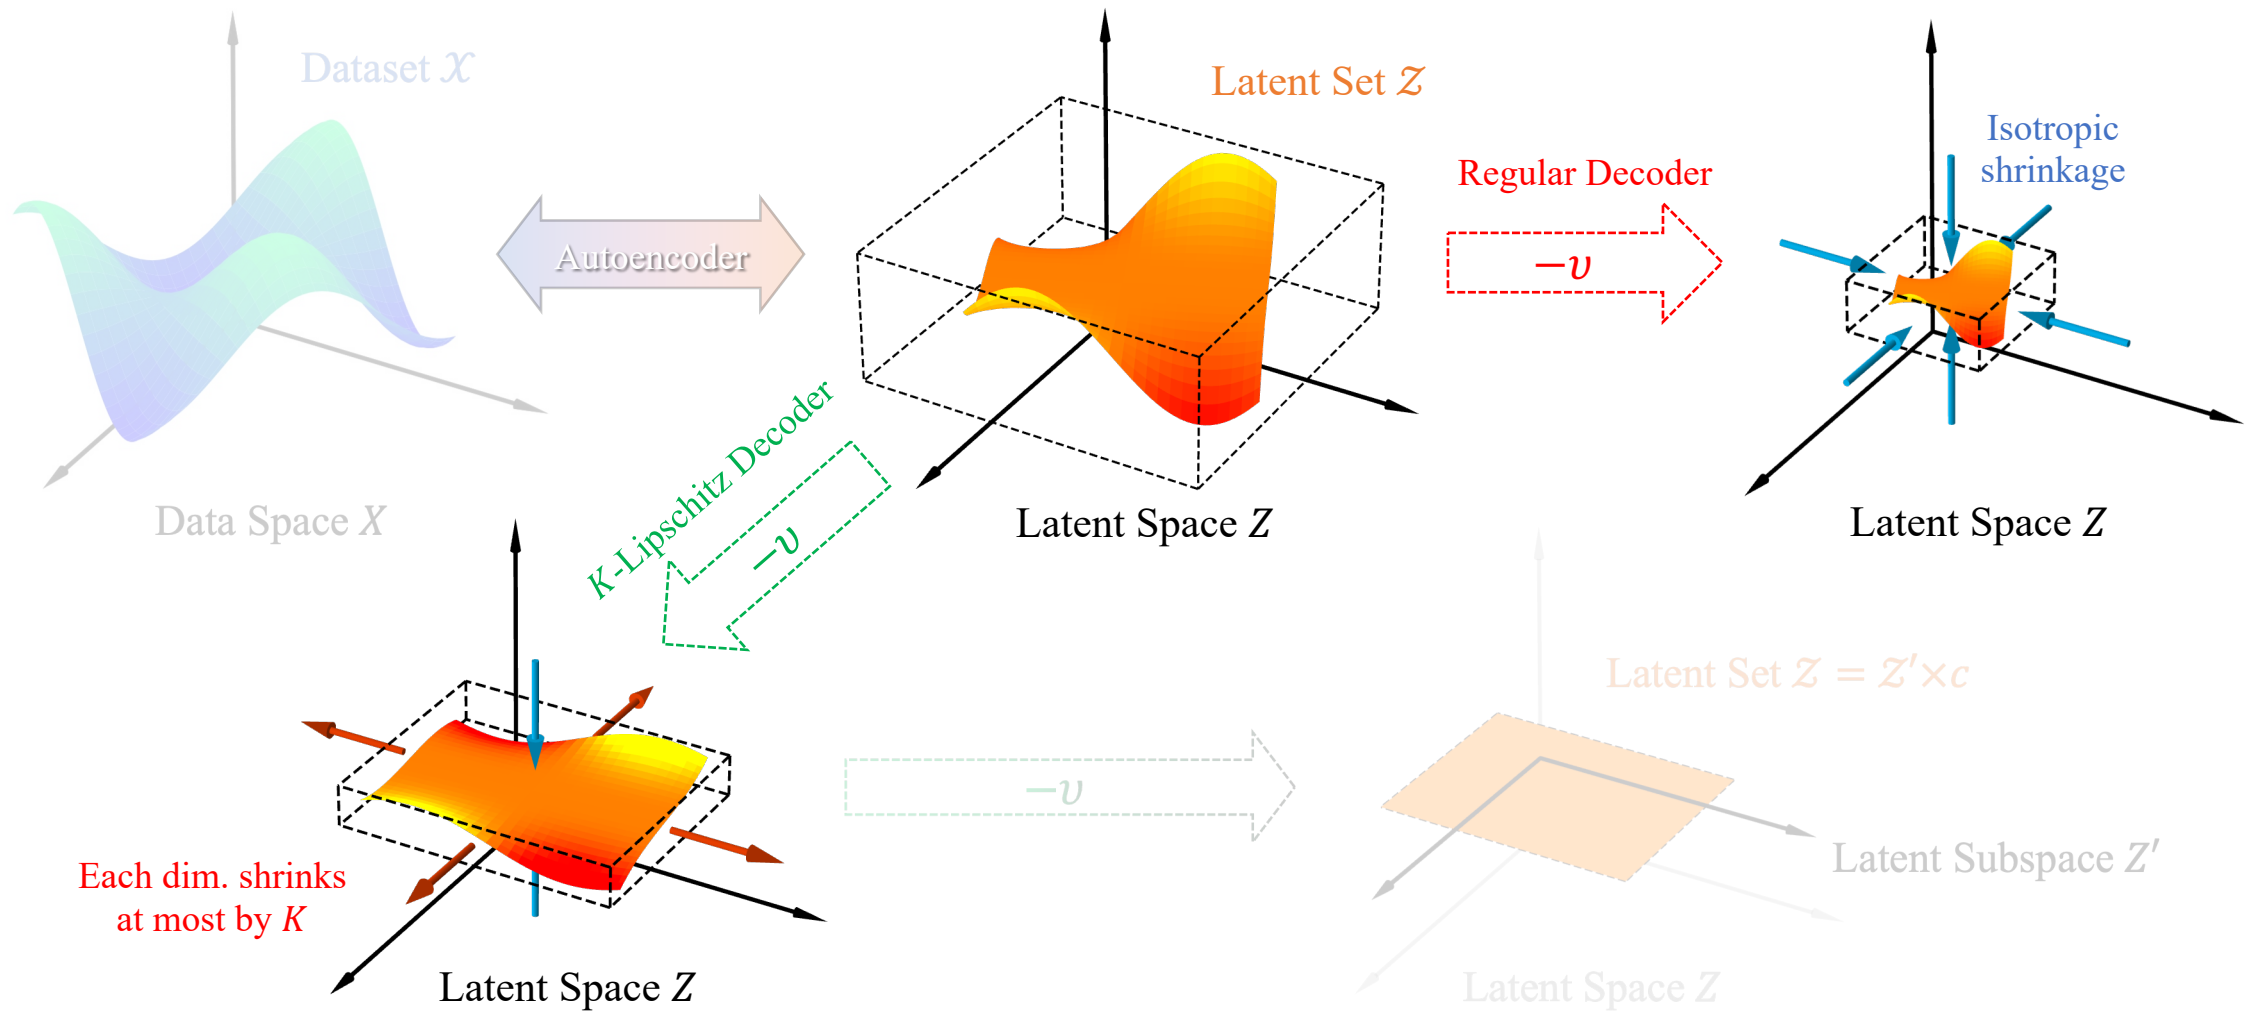 Dataset 𝒳
Latent Set 𝒵
Isotropic
shrinkage
Regular Decoder
−υ
Autoencoder
Data Space X
Latent Space Z
Latent Space Z
K-Lipschitz Decoder
−υ
Latent Set 𝒵 = 𝒵′×c
−υ
Latent Subspace Z′
Each dim. shrinks
at most by K
Latent Space Z
Latent Space Z